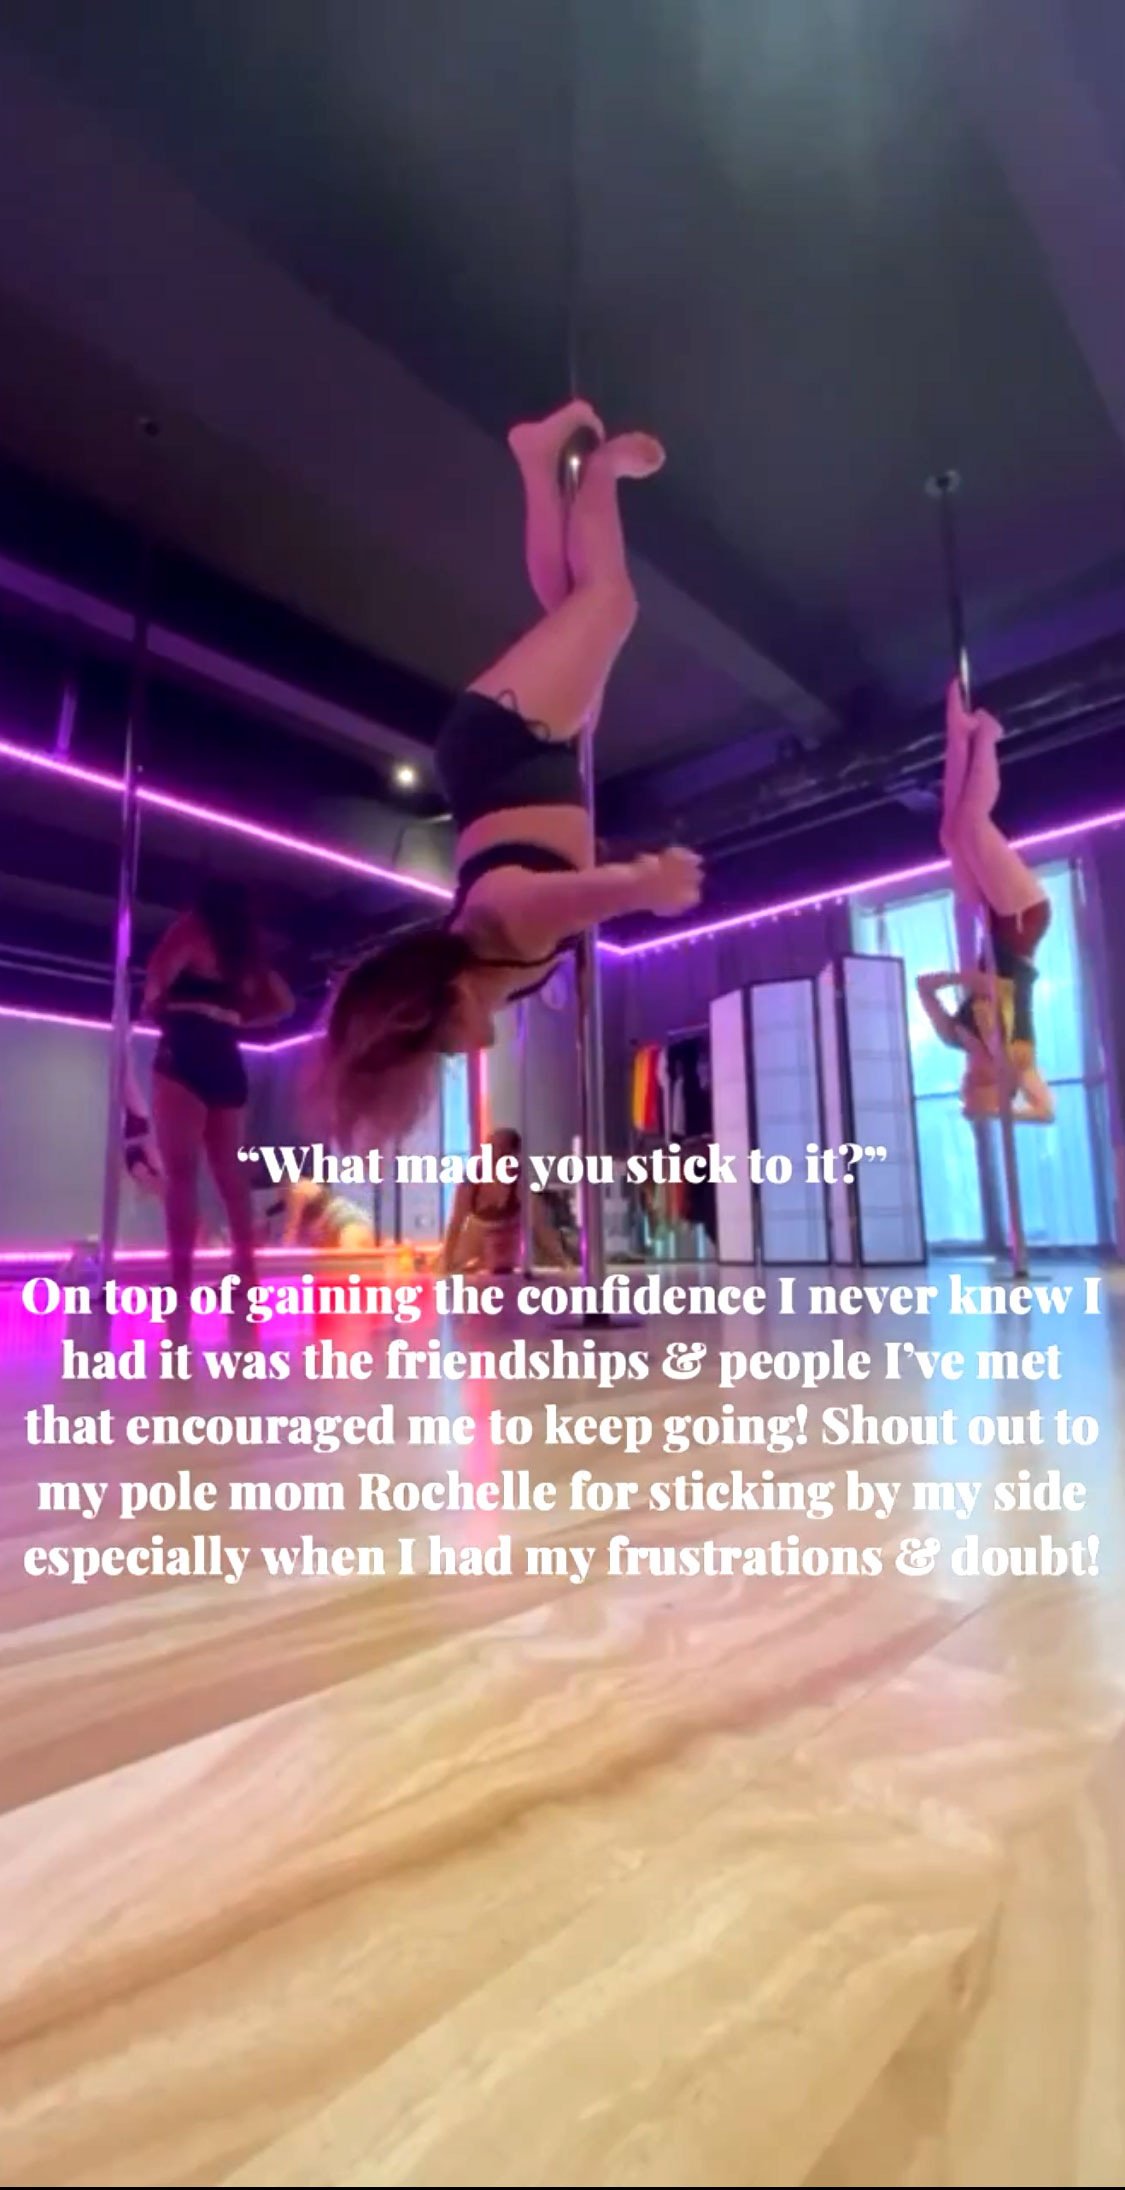 “What made you stick to it?”
On top of gaining the confidence I never knew I
had it was the friendships & people I’ve met
that encouraged me to keep going! Shout out to
my pole mom Rochelle for sticking by my side
especially when I had my frustrations & doubt!